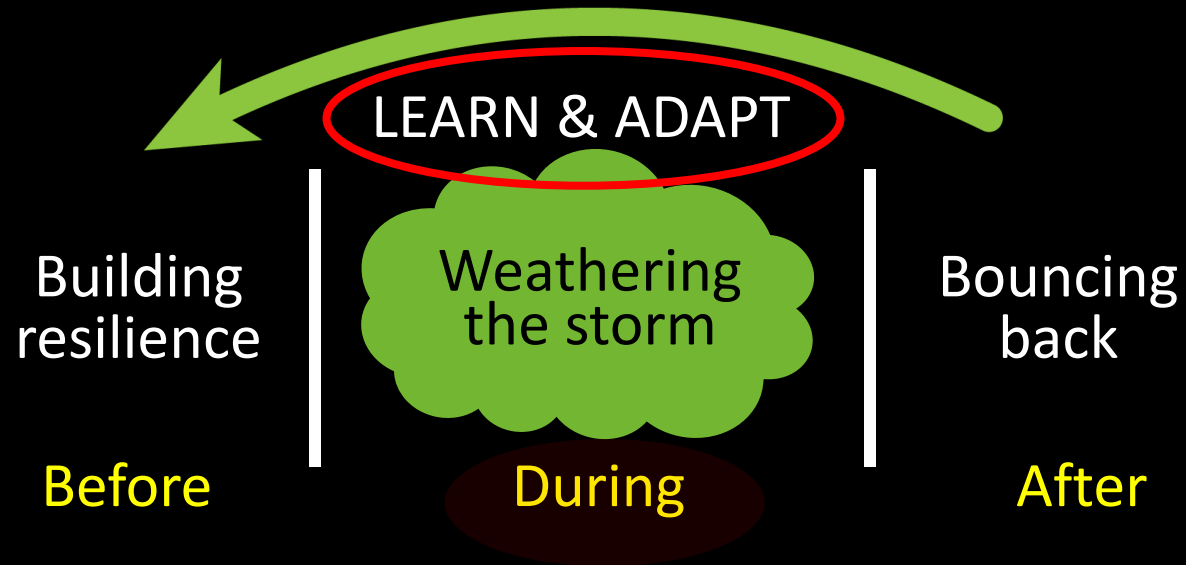 LEARN & ADAPT
Building
resilience
Weathering
the storm
Bouncing
back
Before
During
After